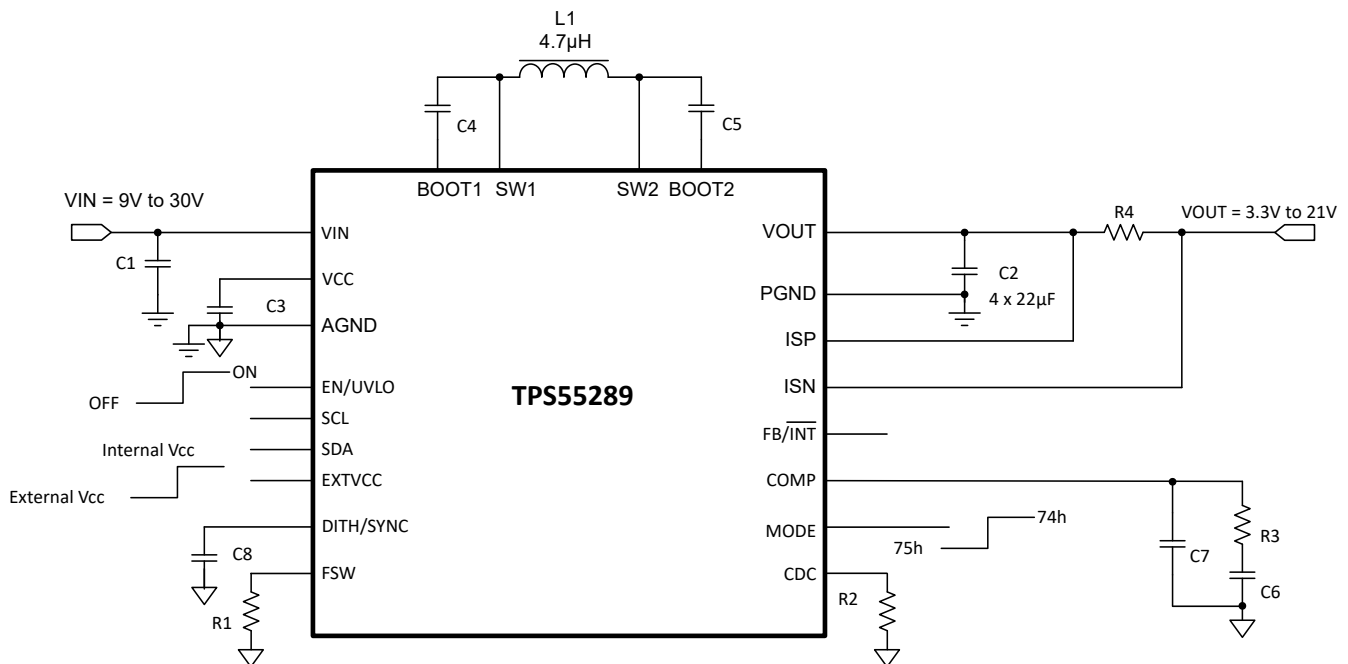 L1
4.7µH
C4
C5
BOOT1 SW1 SW2 BOOT2
VIN = 9V to 30V
VIN
C1
VCC
C3
AGND
ON
OFF
EN/UVLO
SCL
Internal Vcc
SDA
External Vcc
EXTVCC
DITH/SYNC
C8
FSW
R1
TPS55289
VOUT
R4
VOUT = 3.3V to 21V
C2
4 x 22µF
PGND
ISP
ISN
FB/INT
COMP
MODE
74h
75h
CDC
R2
C7
R3
C6